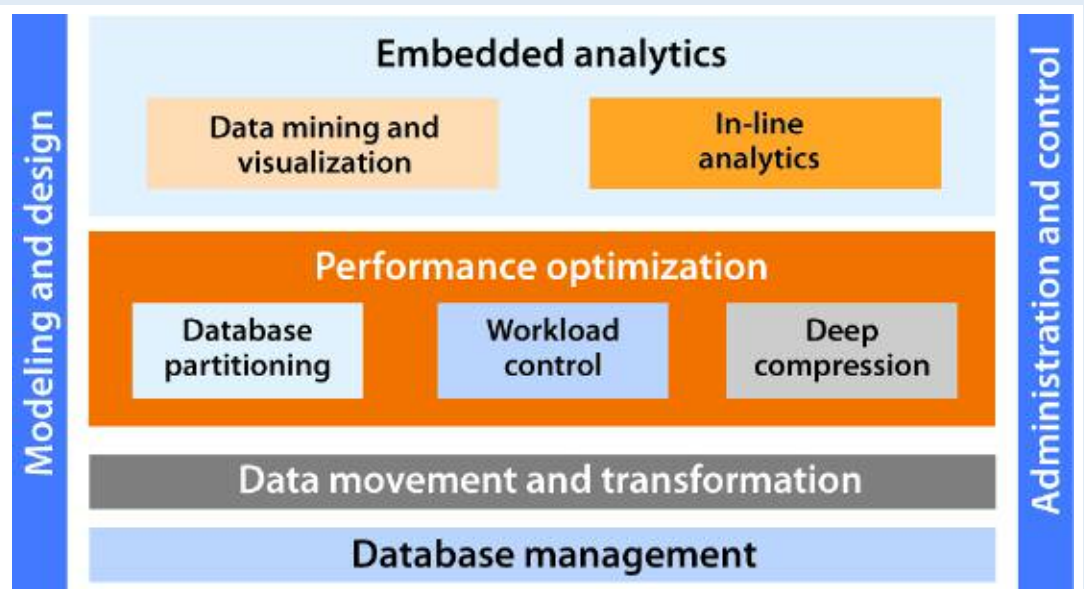 Modeling and design
Embedded analytics
Data mining and
visualization
In-line
analytics
Performance optimization
Database
partitioning
Workload
control
Deep
compression
Data movement and transformation
Database management
Administration and control